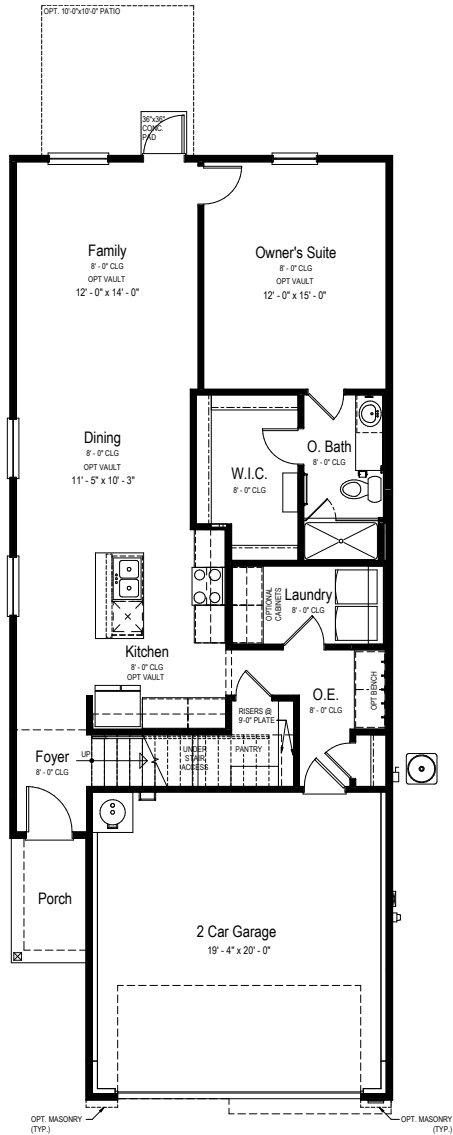 OPT. 10'-0"x10'-0" PATIO
36"x36"
CONC.
PAD
Family
8' - 0" CLG
OPT VAULT
12' - 0" x 14' - 0"
Owner's Suite
8' - 0" CLG
OPT VAULT
12' - 0" x 15' - 0"
Dining
8' - 0" CLG
OPT VAULT
11' - 5" x 10' - 3"
W.I.C.
8' - 0" CLG
O. Bath
8' - 0" CLG
OPTIONAL
CABINETS
Laundry
8' - 0" CLG
Kitchen
8' - 0" CLG
OPT VAULT
O.E.
8' - 0" CLG
OPT BENCH
RISERS @
9'-0" PLATE
Foyer
8' - 0" CLG
UP
UNDER
STAIR
ACCESS
PANTRY
Porch
2 Car Garage
19' - 4" x 20' - 0"
OPT. MASONRY
(TYP.)
OPT. MASONRY
(TYP.)